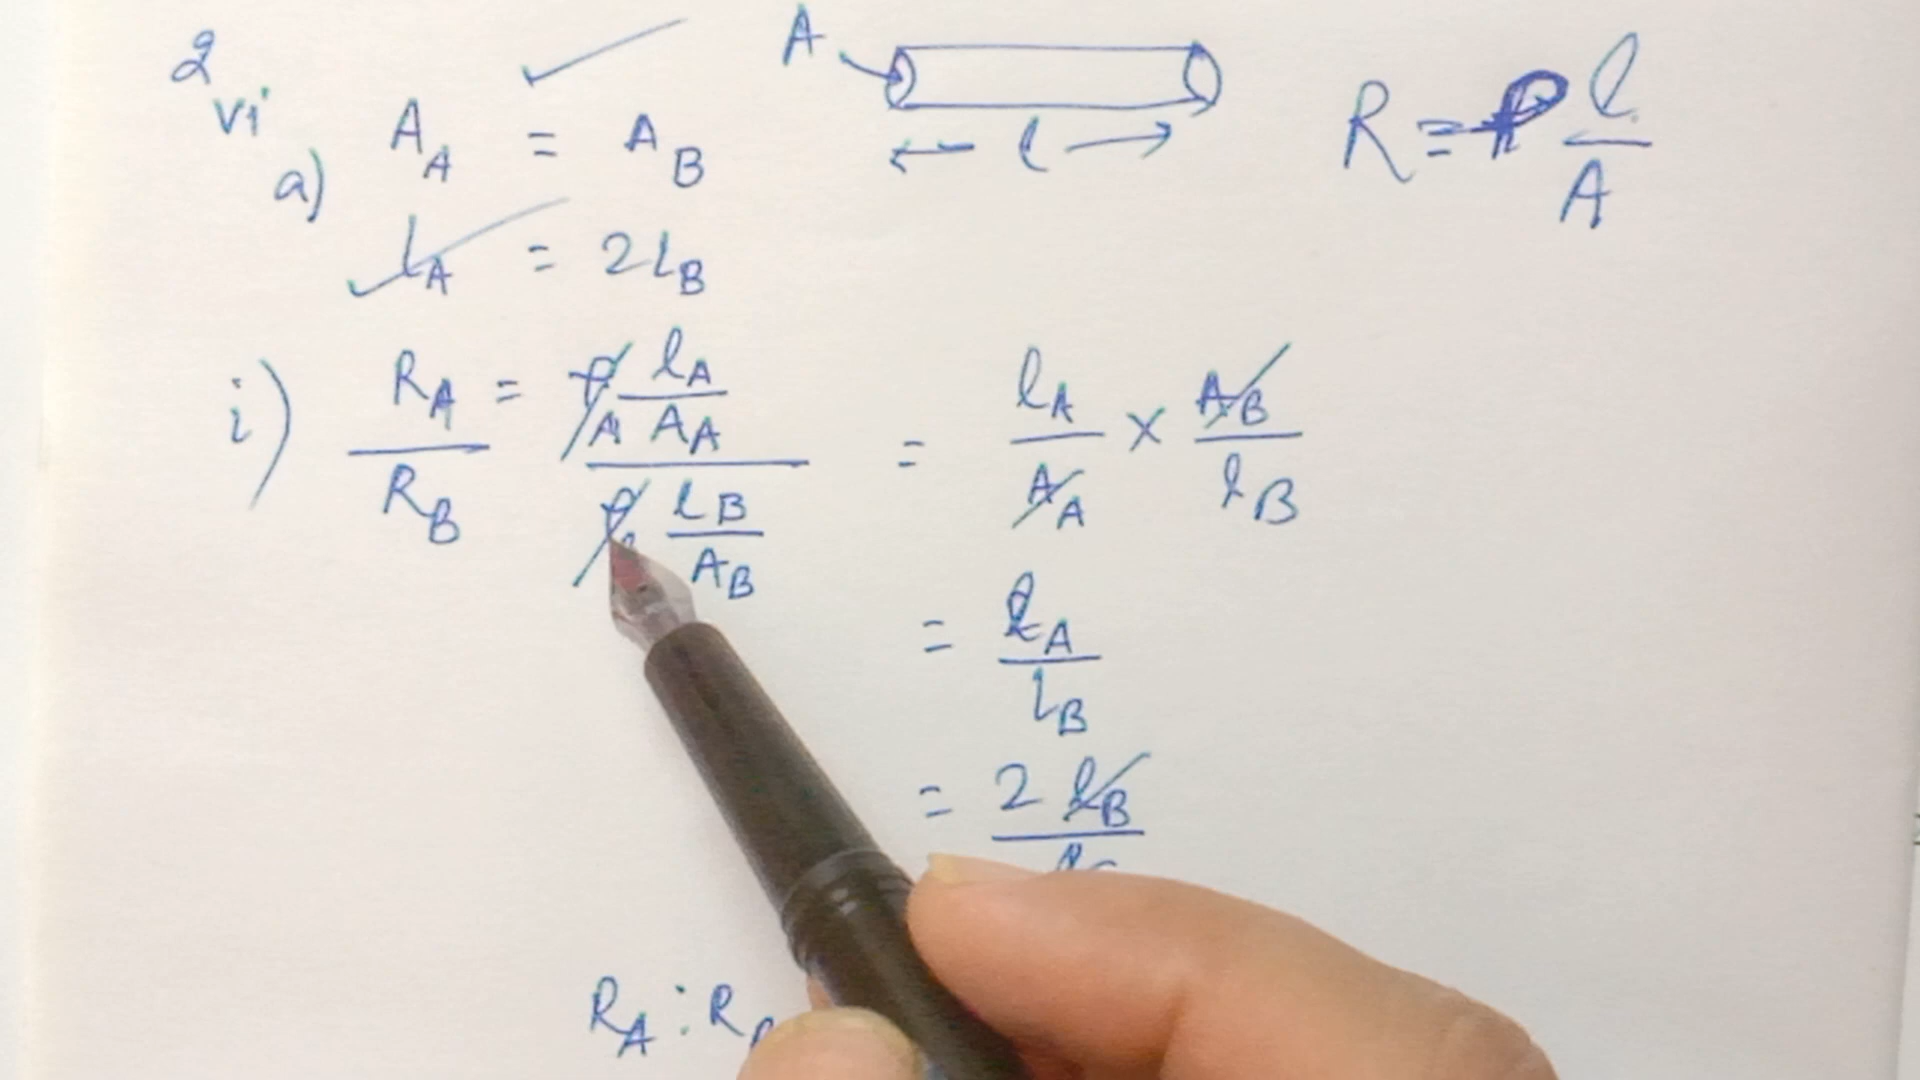 2 vi
a) A_A = A_B
A
l
R = ρ l/A
l_A = 2l_B
i) R_A/R_B = (ρ_A l_A/A_A)/(ρ l_B/A_B) = l_A/A_A × A_B/l_B
= l_A/l_B
= 2 l_B/
R_A : R